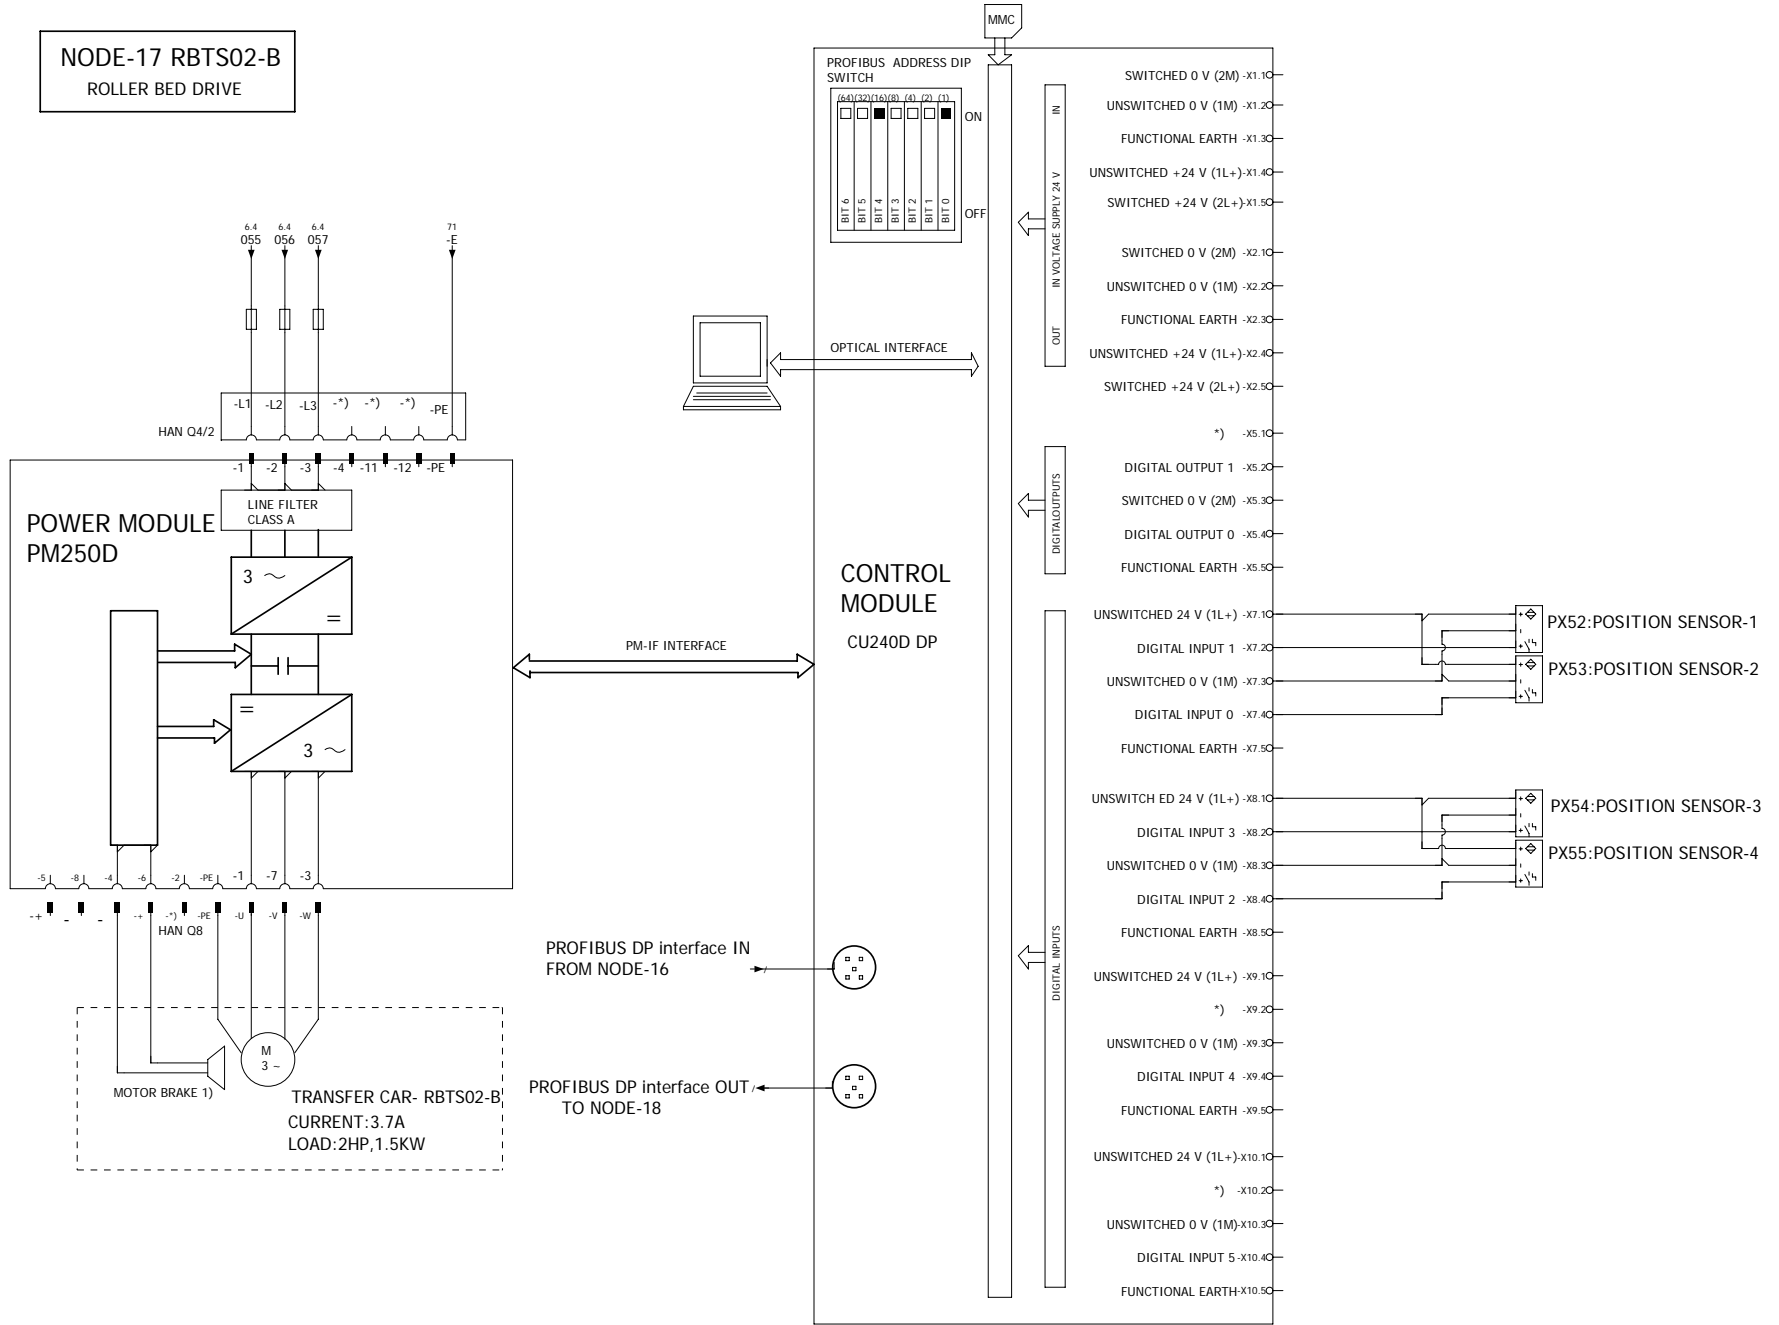 NODE-17 RBTS02-B
ROLLER BED DRIVE
6.4 6.4 6.4 71
055 056 057 -E
-L1 -L2 -L3 -*) -*) -*) -PE
HAN Q4/2
-1 -2 -3 -4 -11 -12 -PE
LINE FILTER
CLASS A
POWER MODULE
PM250D
3 ~
=
=
3 ~
-5 -8 -4 -6 -2 -PE -1 -7 -3
-+ - - -+ -*) -PE -U -V -W
HAN Q8
M
3 ~
MOTOR BRAKE 1)
TRANSFER CAR- RBTS02-B
CURRENT:3.7A
LOAD:2HP,1.5KW
PM-IF INTERFACE
OPTICAL INTERFACE
PROFIBUS DP interface IN
FROM NODE-16
PROFIBUS DP interface OUT
TO NODE-18
MMC
PROFIBUS ADDRESS DIP
SWITCH
(64) (32) (16) (8) (4) (2) (1)
ON
BIT 6 BIT 5 BIT 4 BIT 3 BIT 2 BIT 1 BIT 0
OFF
CONTROL
MODULE
CU240D DP
IN
IN VOLTAGE SUPPLY 24 V
OUT
DIGITALOUTPUTS
DIGITAL INPUTS
SWITCHED 0 V (2M) -X1.1
UNSWITCHED 0 V (1M) -X1.2
FUNCTIONAL EARTH -X1.3
UNSWITCHED +24 V (1L+)-X1.4
SWITCHED +24 V (2L+)-X1.5
SWITCHED 0 V (2M) -X2.1
UNSWITCHED 0 V (1M) -X2.2
FUNCTIONAL EARTH -X2.3
UNSWITCHED +24 V (1L+)-X2.4
SWITCHED +24 V (2L+) -X2.5
*) -X5.1
DIGITAL OUTPUT 1 -X5.2
SWITCHED 0 V (2M) -X5.3
DIGITAL OUTPUT 0 -X5.4
FUNCTIONAL EARTH -X5.5
UNSWITCHED 24 V (1L+) -X7.1
DIGITAL INPUT 1 -X7.2
UNSWITCHED 0 V (1M) -X7.3
DIGITAL INPUT 0 -X7.4
FUNCTIONAL EARTH -X7.5
UNSWITCH ED 24 V (1L+) -X8.1
DIGITAL INPUT 3 -X8.2
UNSWITCHED 0 V (1M) -X8.3
DIGITAL INPUT 2 -X8.4
FUNCTIONAL EARTH -X8.5
UNSWITCHED 24 V (1L+) -X9.1
*) -X9.2
UNSWITCHED 0 V (1M) -X9.3
DIGITAL INPUT 4 -X9.4
FUNCTIONAL EARTH -X9.5
UNSWITCHED 24 V (1L+)-X10.1
*) -X10.2
UNSWITCHED 0 V (1M)-X10.3
DIGITAL INPUT 5 -X10.4
FUNCTIONAL EARTH-X10.5
PX52:POSITION SENSOR-1
PX53:POSITION SENSOR-2
PX54:POSITION SENSOR-3
PX55:POSITION SENSOR-4